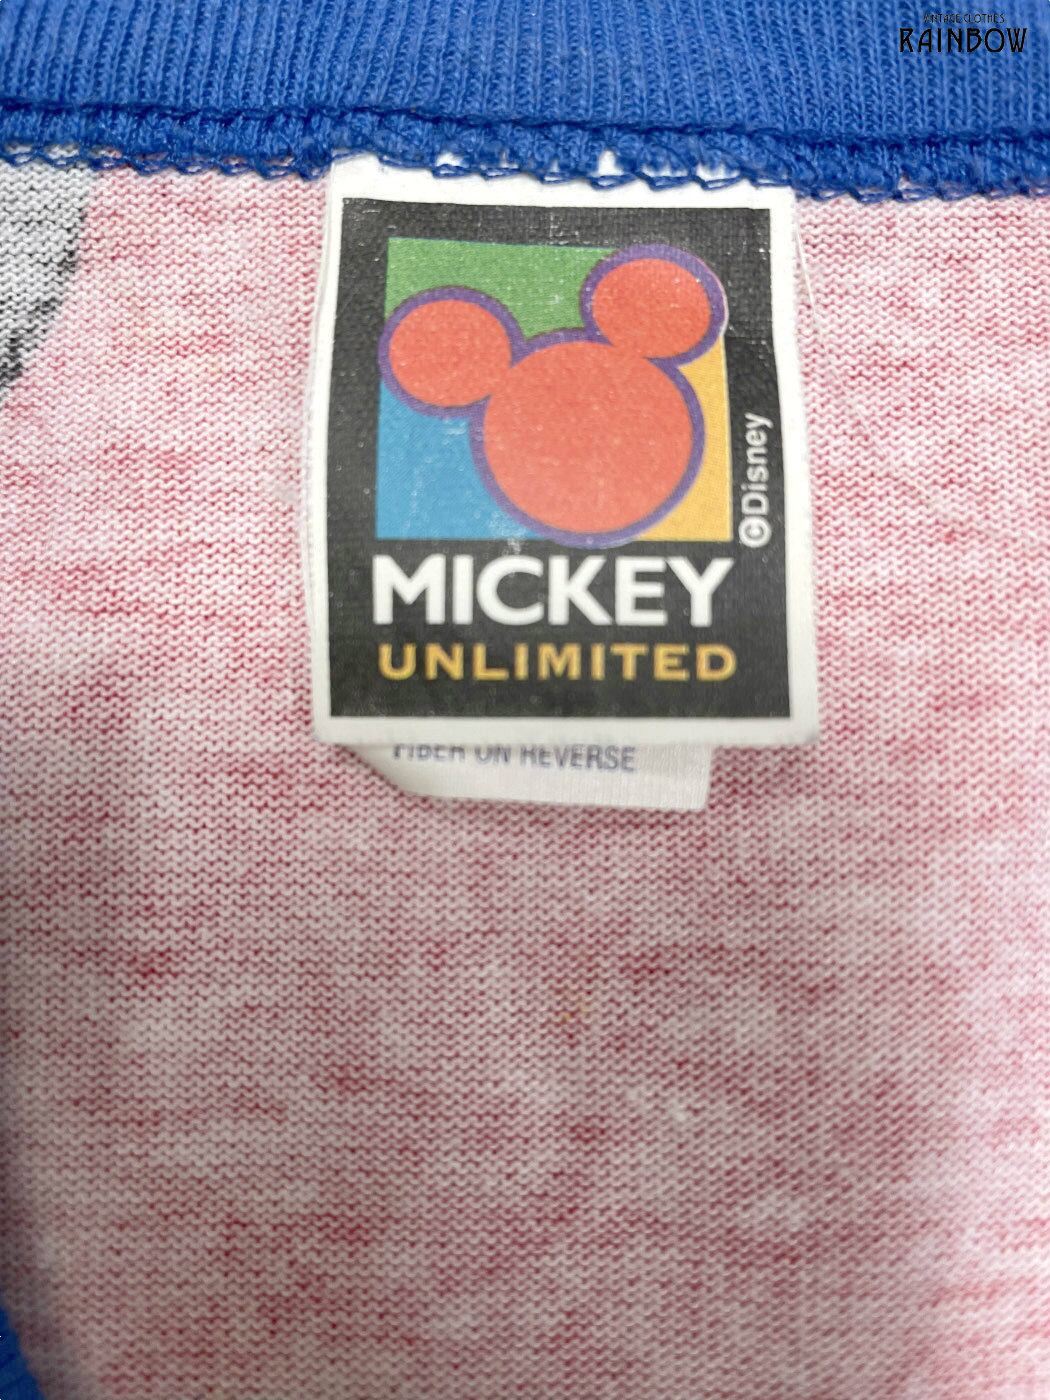 VINTAGE CLOTHES
RAINBOW
©Disney
MICKEY
UNLIMITED
FIBER ON REVERSE